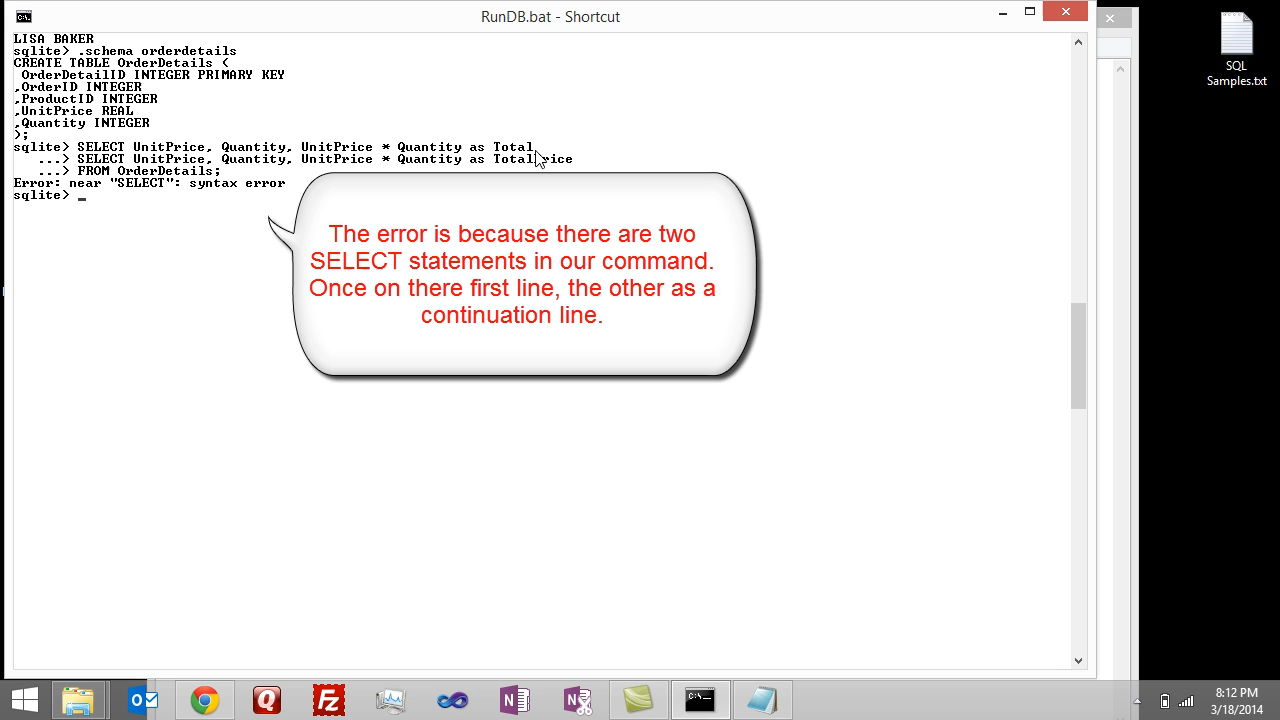 RunDB.bat - Shortcut
LISA BAKER
sqlite> .schema orderdetails
CREATE TABLE OrderDetails (
OrderDetailID INTEGER PRIMARY KEY
,OrderID INTEGER
,ProductID INTEGER
,UnitPrice REAL
,Quantity INTEGER
);
sqlite> SELECT UnitPrice, Quantity, UnitPrice * Quantity as Total
...> SELECT UnitPrice, Quantity, UnitPrice * Quantity as TotalPrice
...> FROM OrderDetails;
Error: near "SELECT": syntax error
sqlite> _
The error is because there are two
SELECT statements in our command.
Once on there first line, the other as a
continuation line.
SQL
Samples.txt
8:12 PM
3/18/2014